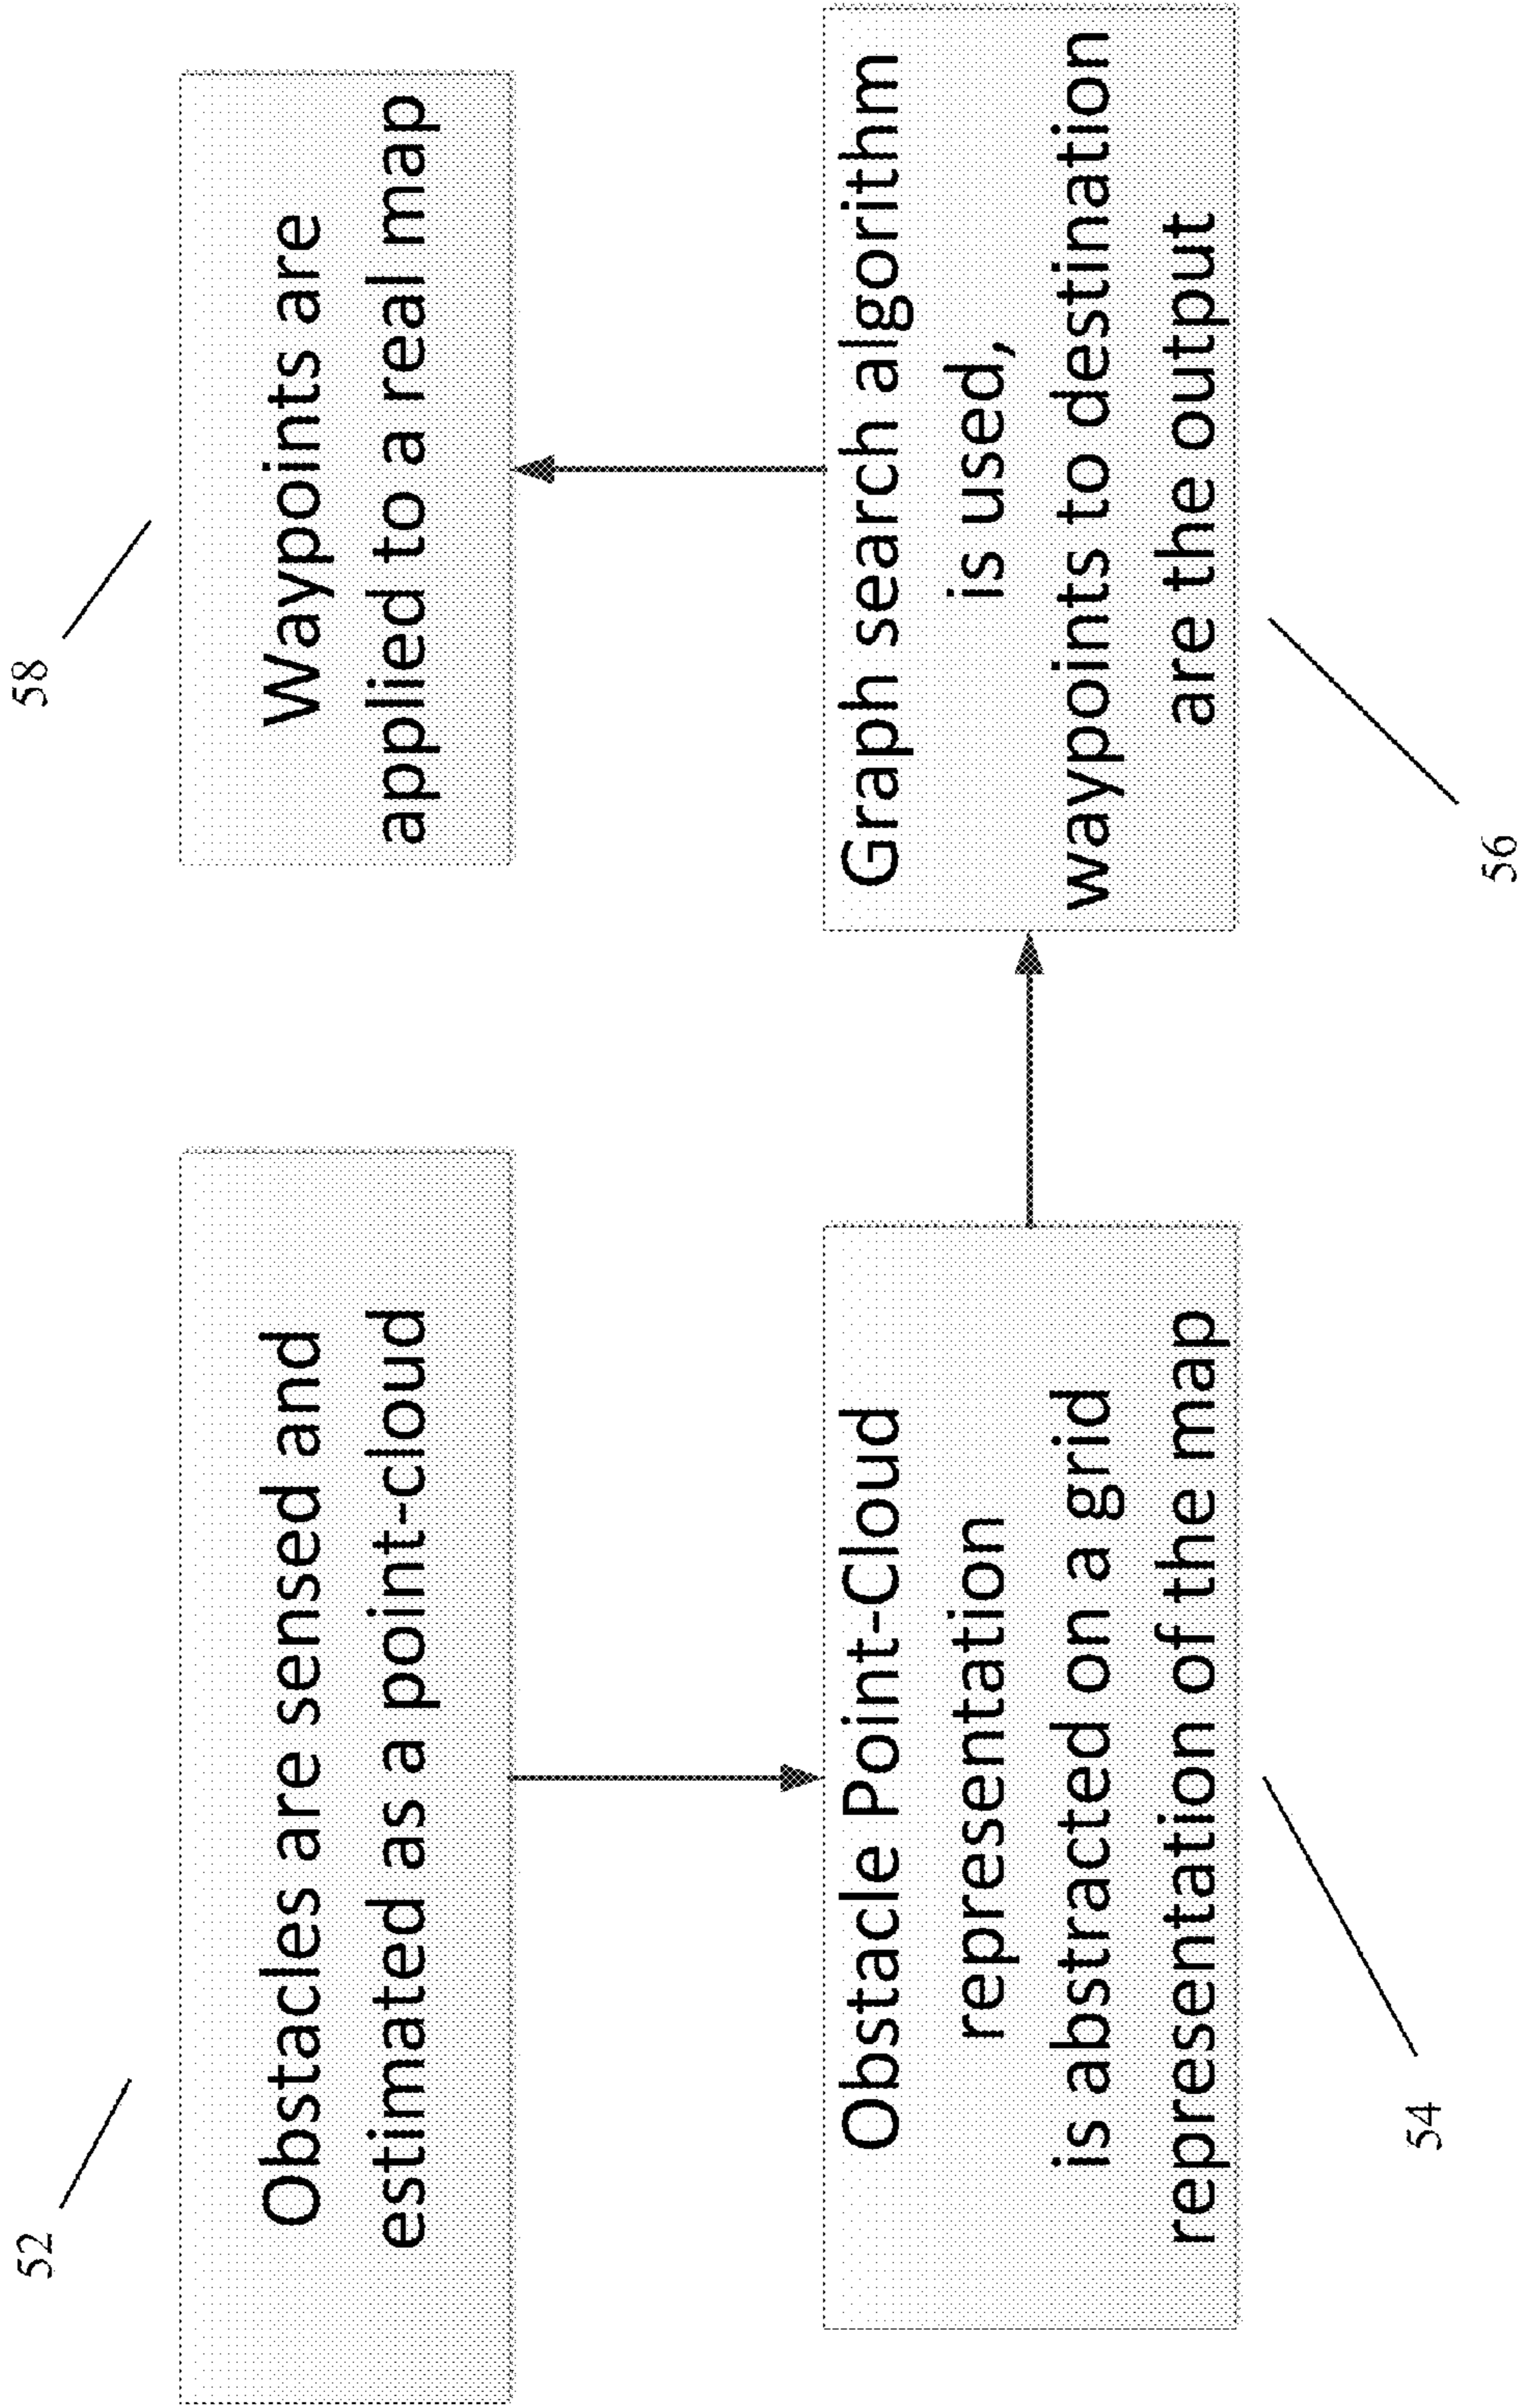 52
Obstacles are sensed and
estimated as a point-cloud
Obstacle Point-Cloud
representation
is abstracted on a grid
representation of the map
54
Graph search algorithm
is used,
waypoints to destination
are the output
56
58
Waypoints are
applied to a real map